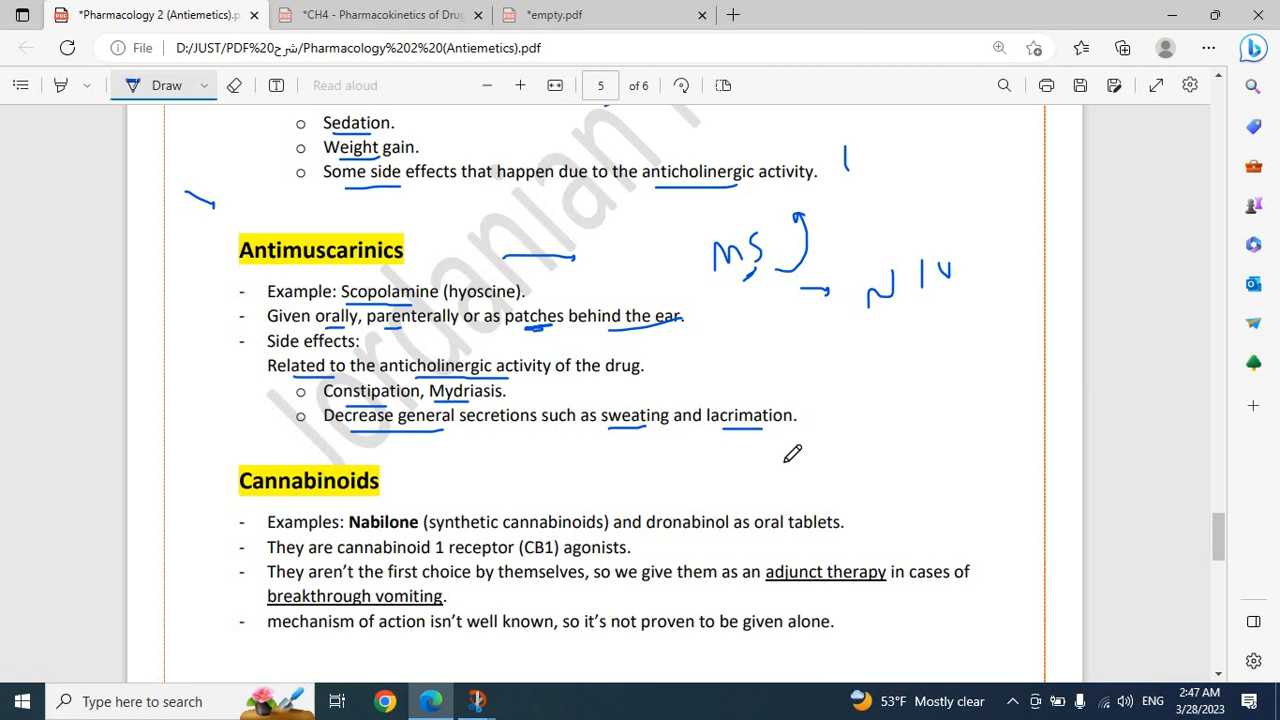 *Pharmacology 2 (Antiemetics).p
*CH4 - Pharmacokinetics of Drug
*empty.pdf
File
D:/JUST/PDF%20شرح/Pharmacology%202%20(Antiemetics).pdf
Draw
Read aloud
5
of 6
o Sedation.
o Weight gain.
o Some side effects that happen due to the anticholinergic activity.
Antimuscarinics
MS
N/V
- Example: Scopolamine (hyoscine).
- Given orally, parenterally or as patches behind the ear.
- Side effects:
Related to the anticholinergic activity of the drug.
o Constipation, Mydriasis.
o Decrease general secretions such as sweating and lacrimation.
Cannabinoids
- Examples: Nabilone (synthetic cannabinoids) and dronabinol as oral tablets.
- They are cannabinoid 1 receptor (CB1) agonists.
- They aren't the first choice by themselves, so we give them as an adjunct therapy in cases of
breakthrough vomiting.
- mechanism of action isn't well known, so it's not proven to be given alone.
Jordanian
Type here to search
53°F Mostly clear
ENG
2:47 AM
3/28/2023